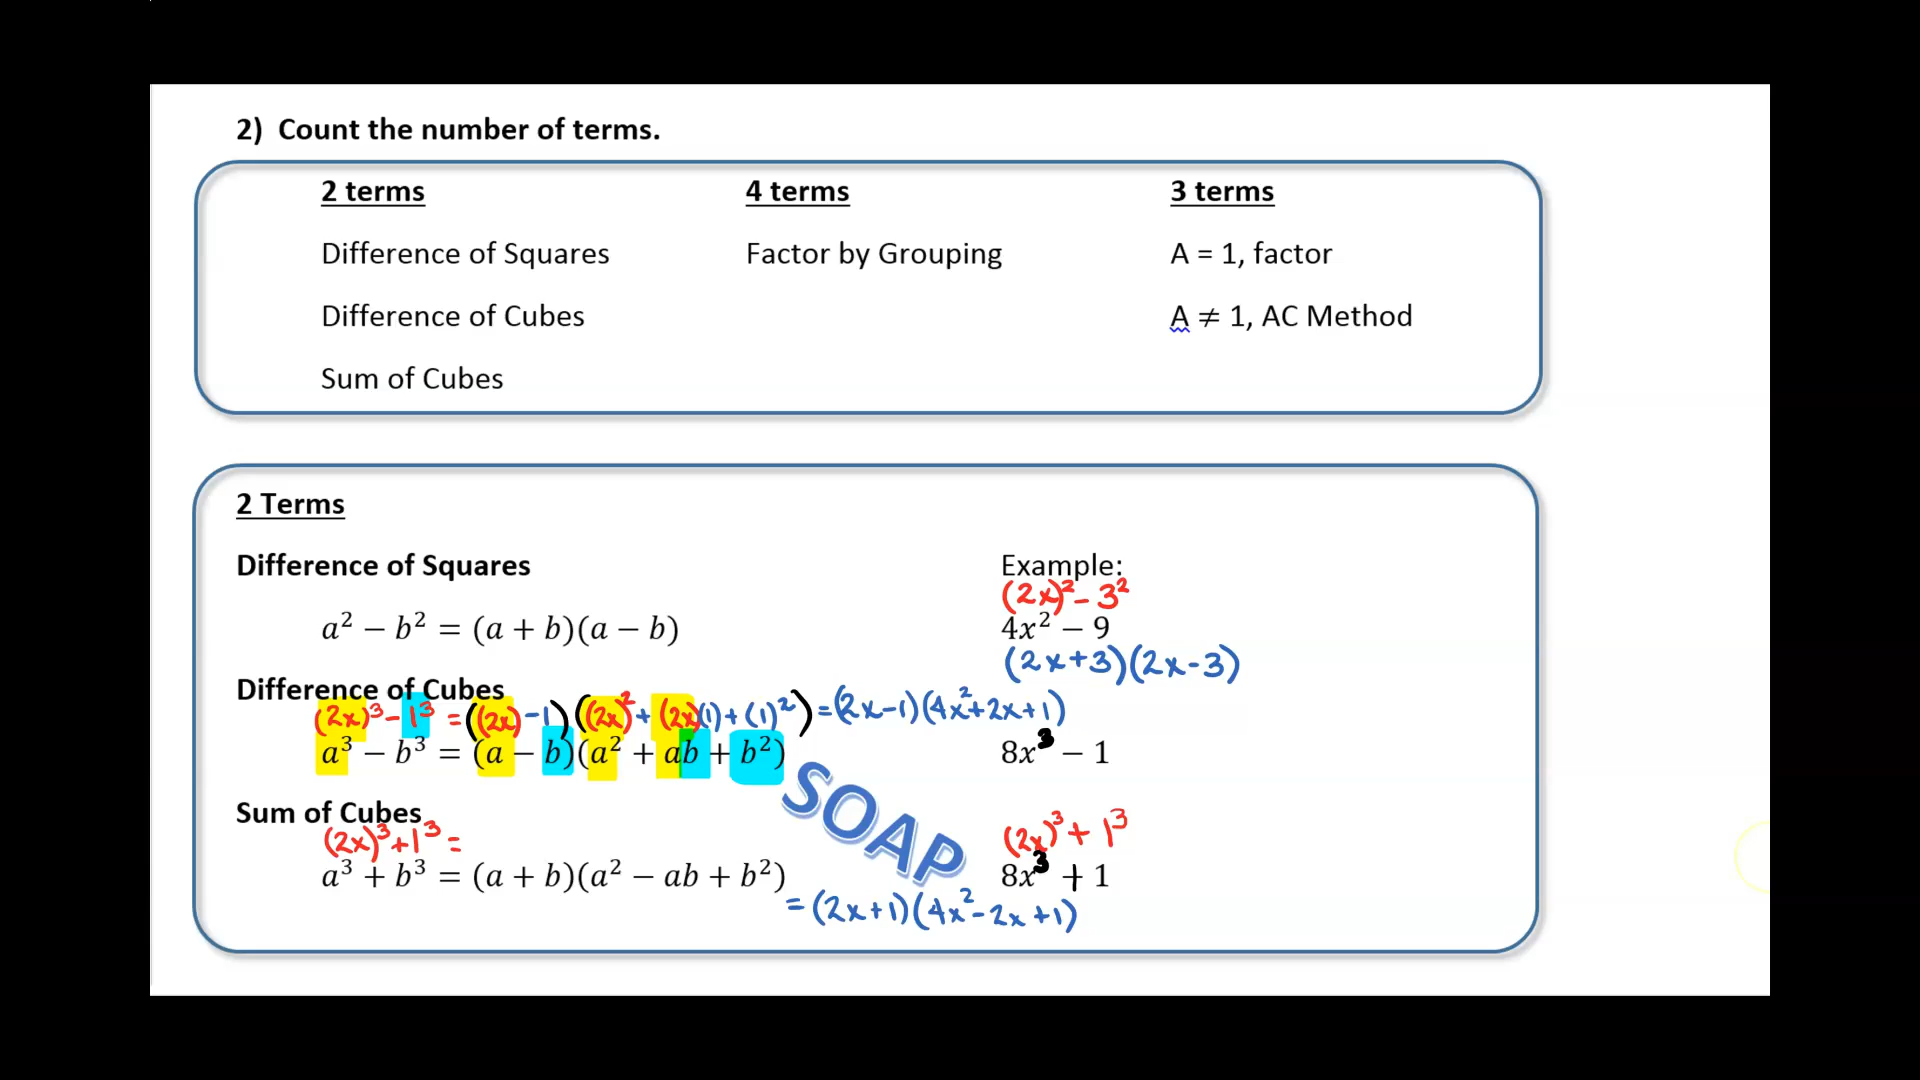 2) Count the number of terms.
2 terms 4 terms 3 terms
Difference of Squares Factor by Grouping A = 1, factor
Difference of Cubes A ≠ 1, AC Method
Sum of Cubes
2 Terms
Difference of Squares Example:
(2x)² - 3²
a² − b² = (a + b)(a − b) 4x² − 9
(2x+3)(2x-3)
Difference of Cubes
(2x)³ - 1³ = ((2x) - 1) ((2x)² + (2x)(1) + (1)²) = (2x-1)(4x²+2x+1)
a³ − b³ = (a − b)(a² + ab + b²) 8x³ − 1
SOAP
Sum of Cubes
(2x)³ + 1³ = (2x)³ + 1³
a³ + b³ = (a + b)(a² − ab + b²) 8x³ + 1
= (2x+1)(4x²-2x+1)